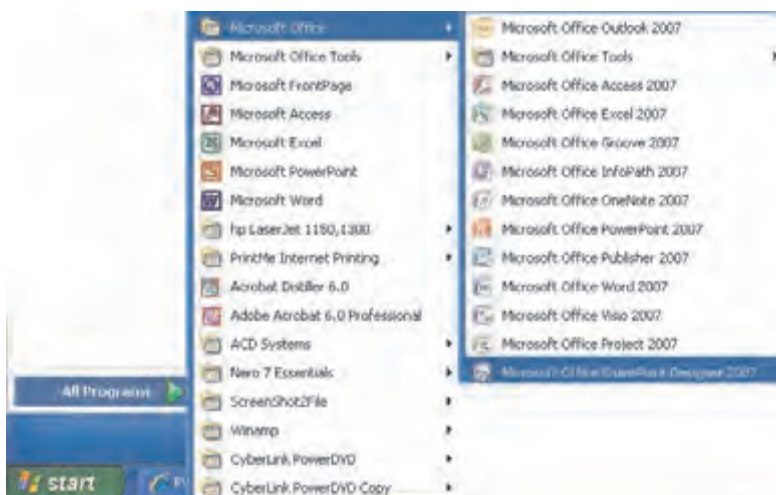 Microsoft Office
Microsoft Office Tools
Microsoft FrontPage
Microsoft Access
Microsoft Excel
Microsoft PowerPoint
Microsoft Word
hp LaserJet 1150,1300
PrintMe Internet Printing
Acrobat Distiller 6.0
Adobe Acrobat 6.0 Professional
ACD Systems
Nero 7 Essentials
ScreenShot2File
Winamp
CyberLink PowerDVD
CyberLink PowerDVD Copy
Microsoft Office Outlook 2007
Microsoft Office Tools
Microsoft Office Access 2007
Microsoft Office Excel 2007
Microsoft Office Groove 2007
Microsoft Office InfoPath 2007
Microsoft Office OneNote 2007
Microsoft Office PowerPoint 2007
Microsoft Office Publisher 2007
Microsoft Office Word 2007
Microsoft Office Visio 2007
Microsoft Office Project 2007
Microsoft Office SharePoint Designer 2007
All Programs
start